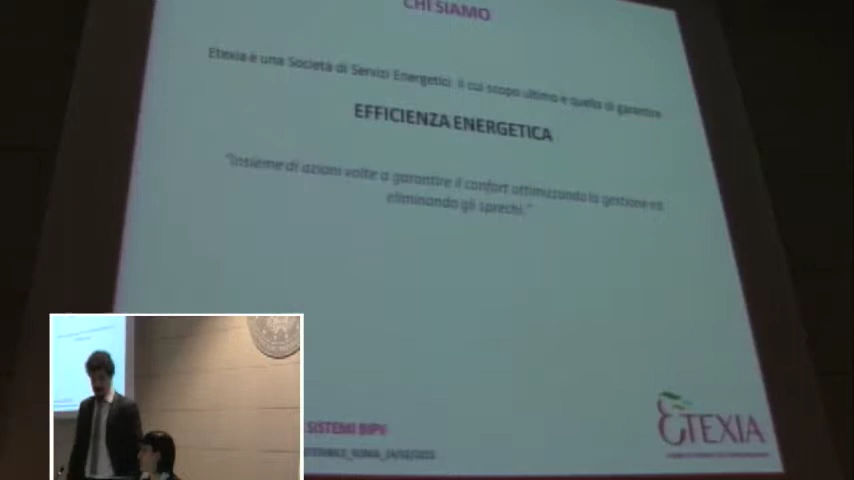 CHI SIAMO
Etexia è una Società di Servizi Energetici il cui scopo ultimo è quello di garantire
EFFICIENZA ENERGETICA
"Insieme di azioni volte a garantire il confort ottimizzando la gestione ed
eliminando gli sprechi."
SISTEMI BIPV
ROMA
ETEXIA